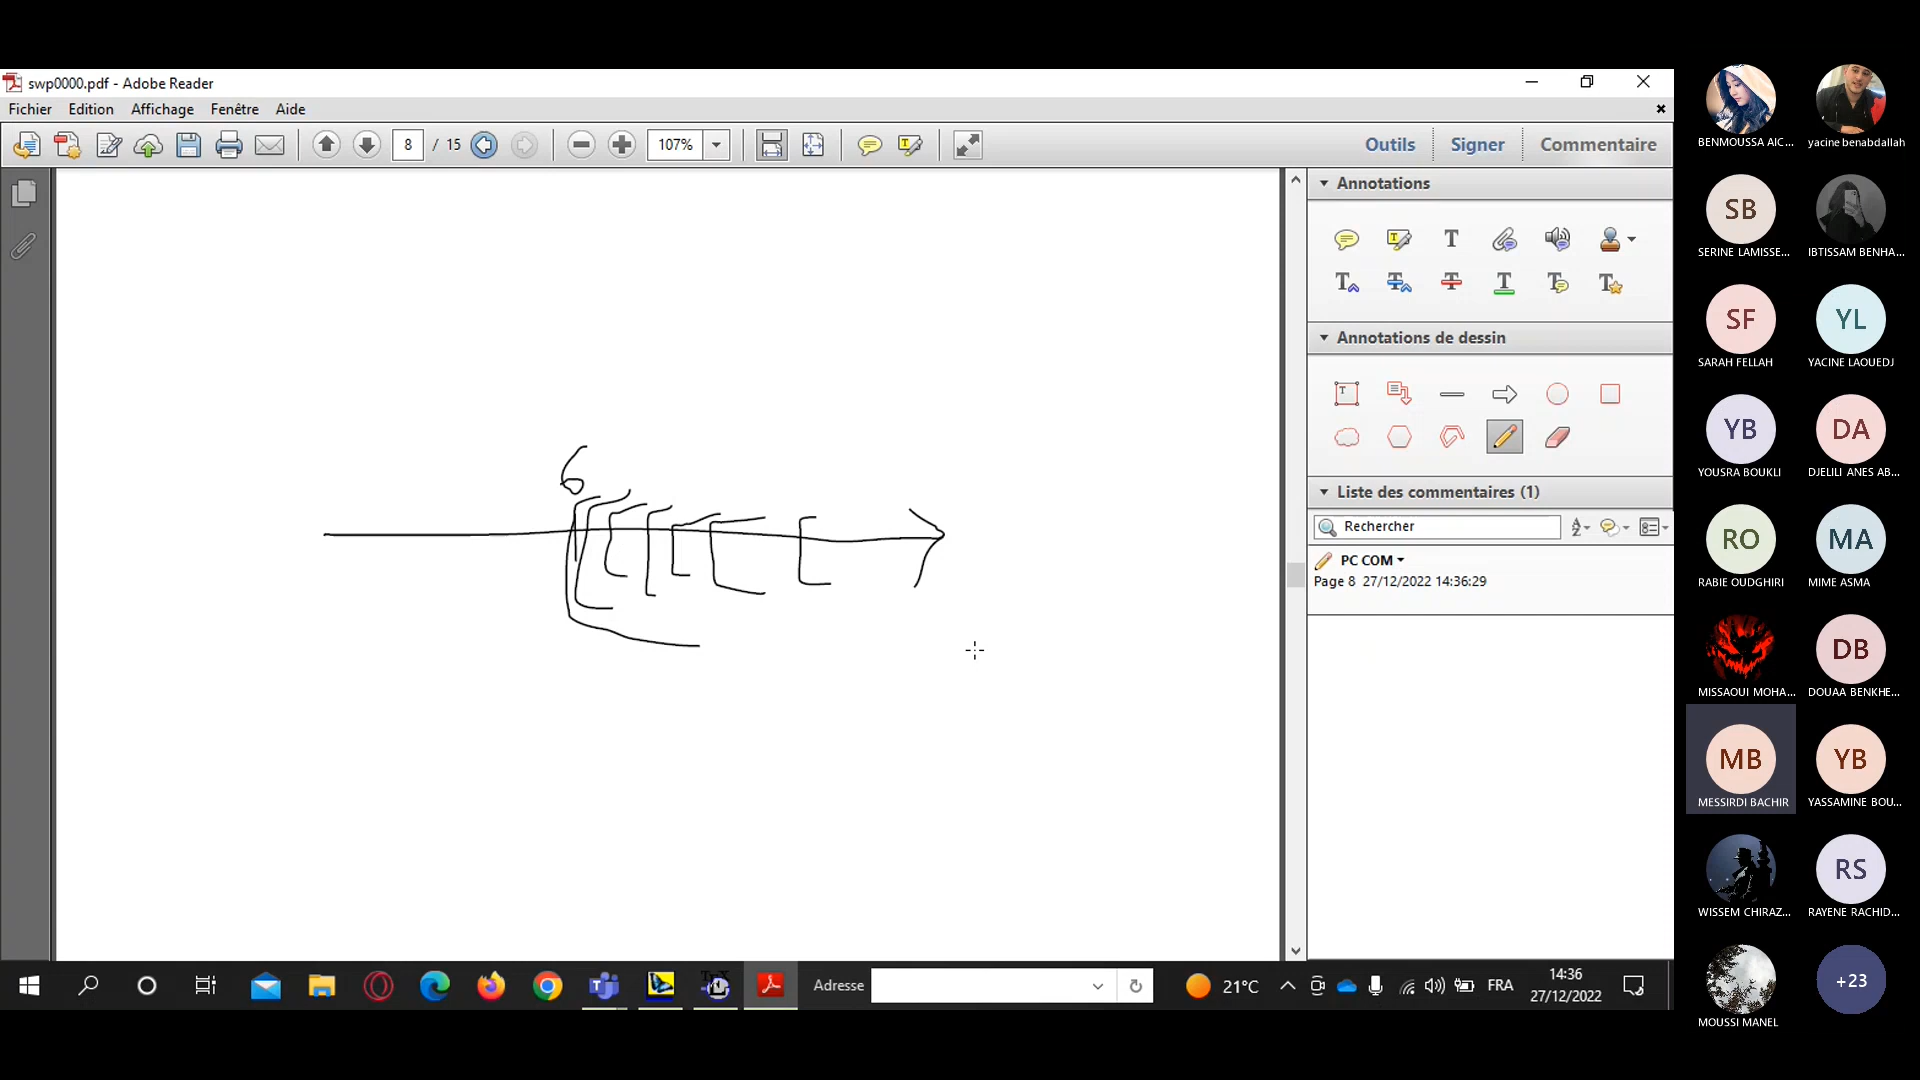 swp0000.pdf - Adobe Reader
Fichier Edition Affichage Fenêtre Aide
8 / 15 107% Outils Signer Commentaire
Annotations
Annotations de dessin
Liste des commentaires (1)
Rechercher
PC COM
Page 8 27/12/2022 14:36:29
6
BENMOUSSA AIC...
yacine benabdallah
SB
SERINE LAMISSE...
IBTISSAM BENHA...
SF
SARAH FELLAH
YL
YACINE LAOUEDJ
YB
YOUSRA BOUKLI
DA
DJELILI ANES AB...
RO
RABIE OUDGHIRI
MA
MIME ASMA
MISSAOUI MOHA...
DB
DOUAA BENKHE...
MB
MESSIRDI BACHIR
YB
YASSAMINE BOU...
WISSEM CHIRAZ...
RS
RAYENE RACHID...
MOUSSI MANEL
+23
Adresse 21°C FRA 14:36
27/12/2022